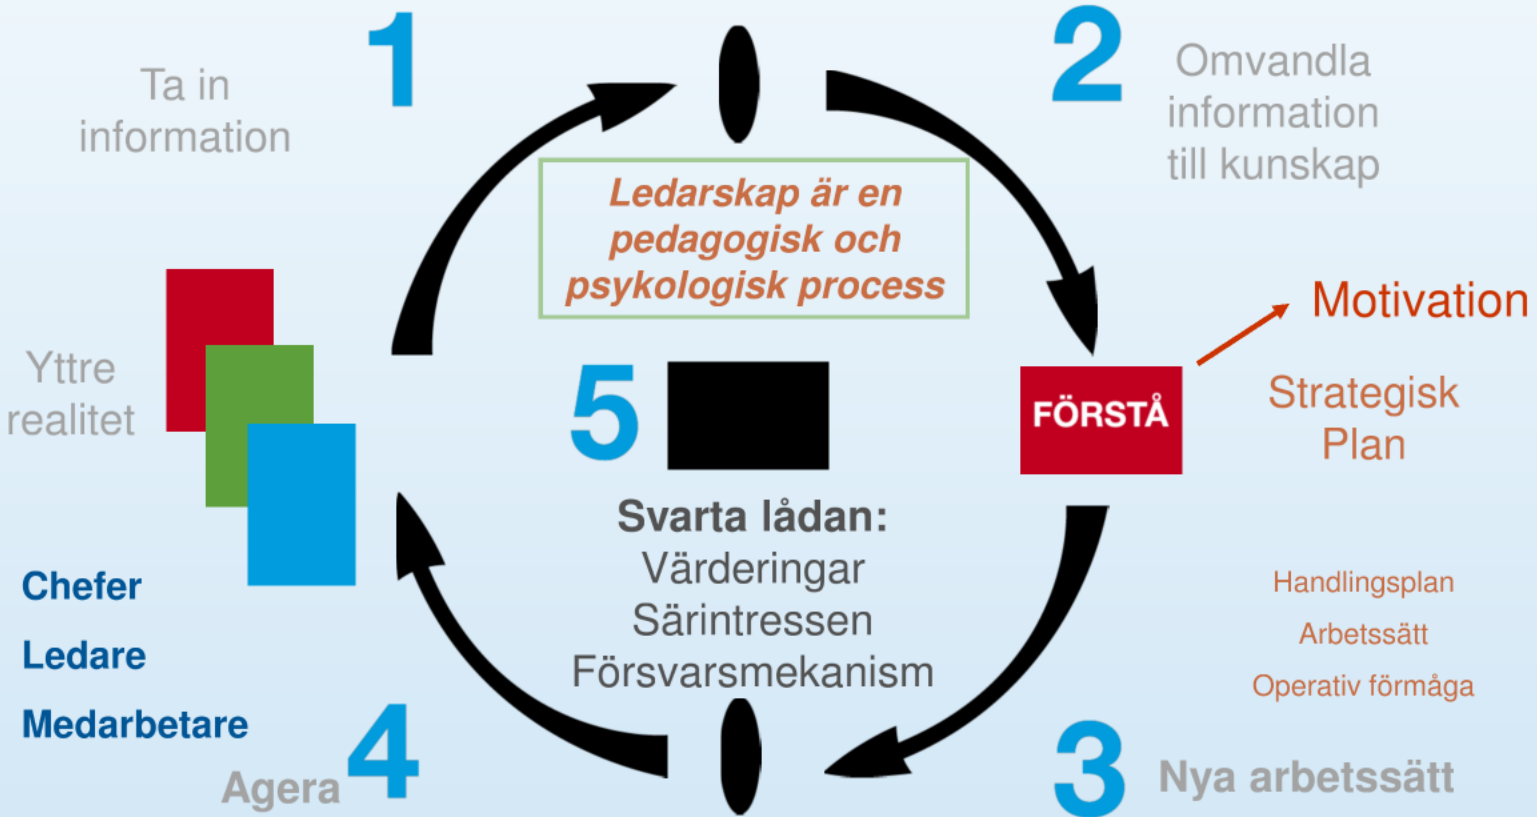 1
Ta in
information
2
Omvandla
information
till kunskap
Ledarskap är en
pedagogisk och
psykologisk process
Motivation
Yttre
realitet
5
FÖRSTÅ
Strategisk
Plan
Svarta lådan:
Värderingar
Särintressen
Försvarsmekanism
Chefer
Ledare
Medarbetare
Handlingsplan
Arbetssätt
Operativ förmåga
4
Agera
3
Nya arbetssätt